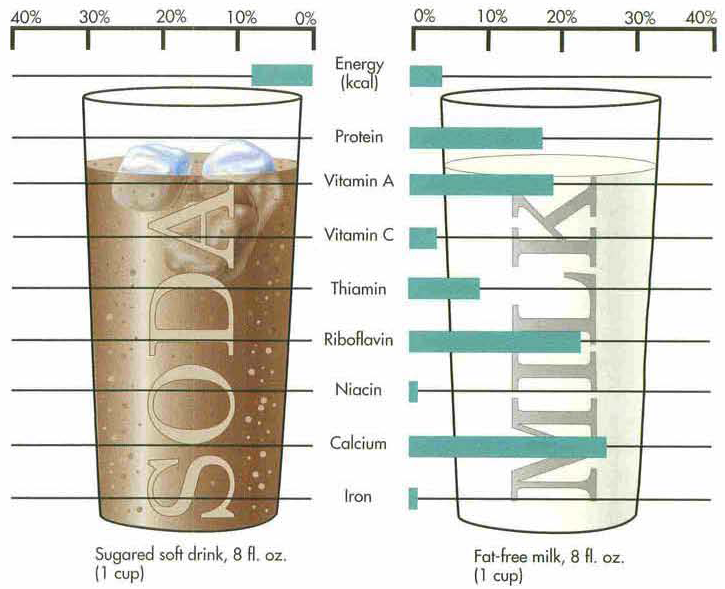 40% 30% 20% 10% 0% 0% 10% 20% 30% 40%
Energy
(kcal)
Protein
Vitamin A
Vitamin C
Thiamin
Riboflavin
Niacin
Calcium
Iron
SODA
MILK
Sugared soft drink, 8 fl. oz.
(1 cup)
Fat-free milk, 8 fl. oz.
(1 cup)